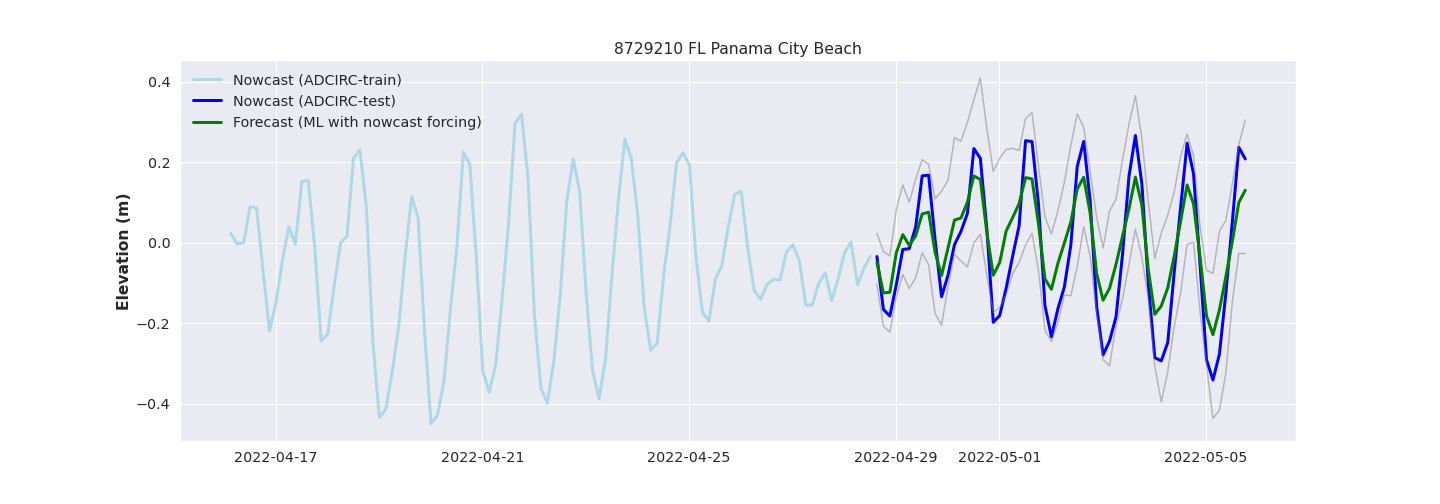 8729210 FL Panama City Beach
Nowcast (ADCIRC-train)
Nowcast (ADCIRC-test)
Forecast (ML with nowcast forcing)
Elevation (m)
0.4
0.2
0.0
−0.2
−0.4
2022-04-17 2022-04-21 2022-04-25 2022-04-29 2022-05-01 2022-05-05